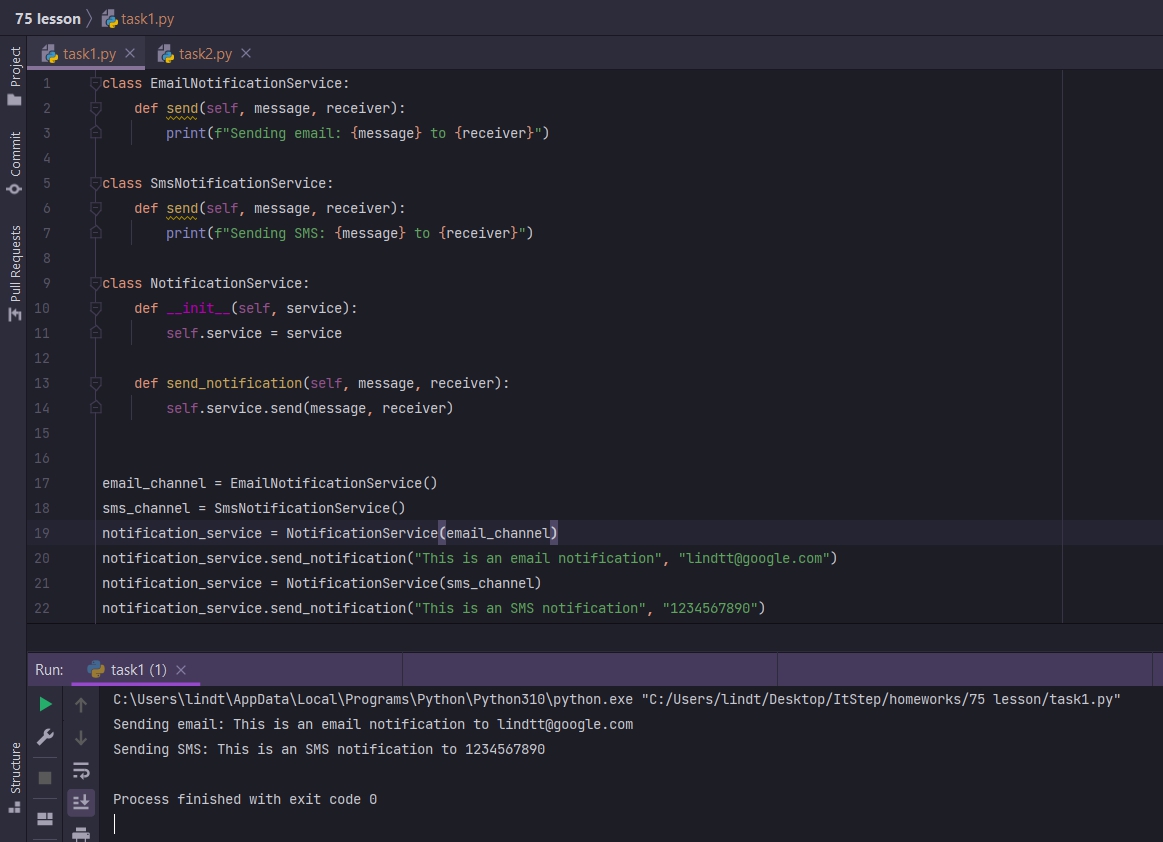 75 lesson
task1.py
task1.py
task2.py
Project
Commit
Pull Requests
Structure
1 class EmailNotificationService:
2     def send(self, message, receiver):
3         print(f"Sending email: {message} to {receiver}")
4
5 class SmsNotificationService:
6     def send(self, message, receiver):
7         print(f"Sending SMS: {message} to {receiver}")
8
9 class NotificationService:
10     def __init__(self, service):
11         self.service = service
12
13     def send_notification(self, message, receiver):
14         self.service.send(message, receiver)
15
16
17 email_channel = EmailNotificationService()
18 sms_channel = SmsNotificationService()
19 notification_service = NotificationService(email_channel)
20 notification_service.send_notification("This is an email notification", "lindtt@google.com")
21 notification_service = NotificationService(sms_channel)
22 notification_service.send_notification("This is an SMS notification", "1234567890")
Run: task1 (1)
C:\Users\lindt\AppData\Local\Programs\Python\Python310\python.exe "C:/Users/lindt/Desktop/ItStep/homeworks/75 lesson/task1.py"
Sending email: This is an email notification to lindtt@google.com
Sending SMS: This is an SMS notification to 1234567890
Process finished with exit code 0